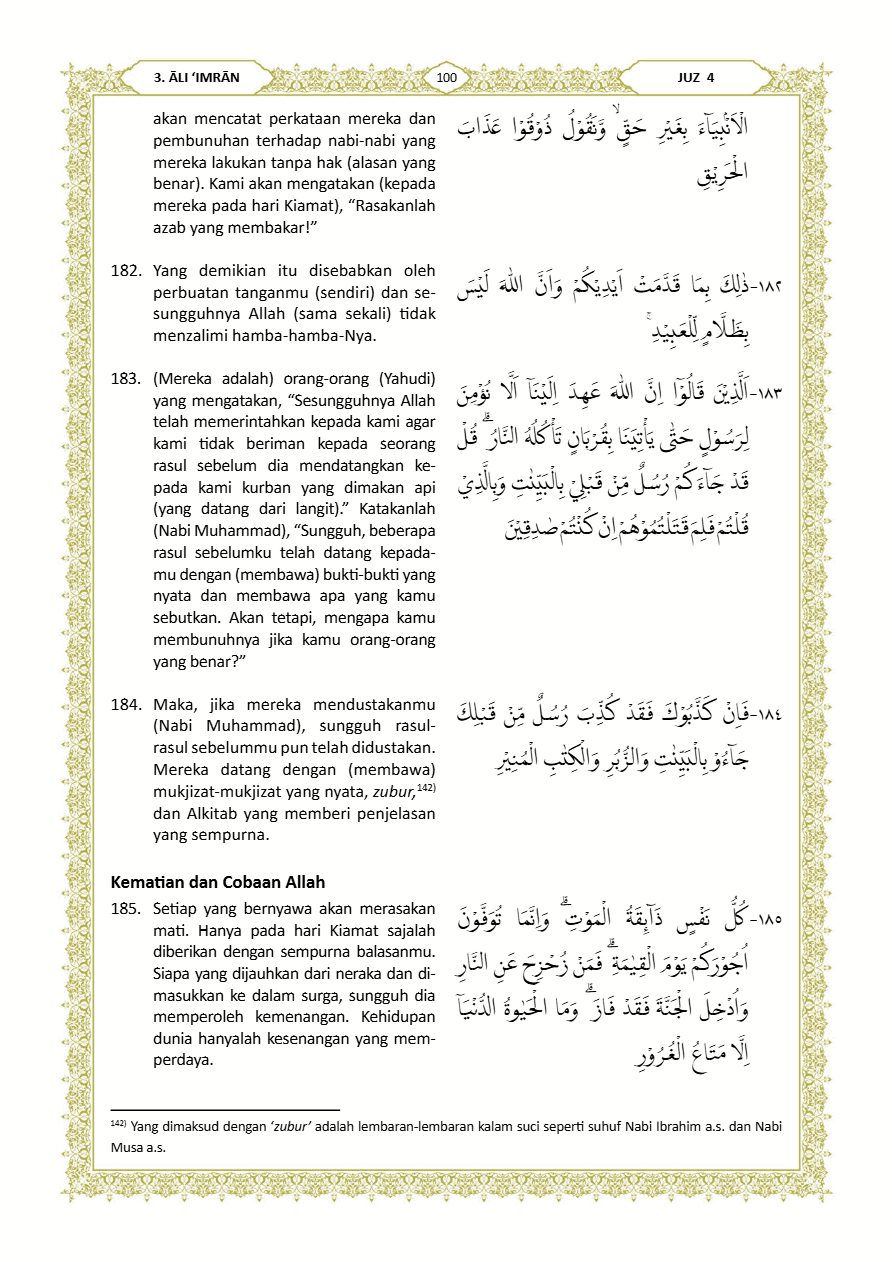 3. ĀLI ‘IMRĀN
100
JUZ 4
akan mencatat perkataan mereka dan
pembunuhan terhadap nabi-nabi yang
mereka lakukan tanpa hak (alasan yang
benar). Kami akan mengatakan (kepada
mereka pada hari Kiamat), “Rasakanlah
azab yang membakar!”
الْاَنْۢبِيَاۤءَ بِغَيْرِ حَقٍّۙ وَّنَقُوْلُ ذُوْقُوْا عَذَابَ
الْحَرِيْقِ
182. Yang demikian itu disebabkan oleh
perbuatan tanganmu (sendiri) dan se-
sungguhnya Allah (sama sekali) tidak
menzalimi hamba-hamba-Nya.
١٨٢- ذٰلِكَ بِمَا قَدَّمَتْ اَيْدِيْكُمْ وَاَنَّ اللّٰهَ لَيْسَ
بِظَلَّامٍ لِّلْعَبِيْدِۚ
183. (Mereka adalah) orang-orang (Yahudi)
yang mengatakan, “Sesungguhnya Allah
telah memerintahkan kepada kami agar
kami tidak beriman kepada seorang
rasul sebelum dia mendatangkan ke-
pada kami kurban yang dimakan api
(yang datang dari langit).” Katakanlah
(Nabi Muhammad), “Sungguh, beberapa
rasul sebelumku telah datang kepada-
mu dengan (membawa) bukti-bukti yang
nyata dan membawa apa yang kamu
sebutkan. Akan tetapi, mengapa kamu
membunuhnya jika kamu orang-orang
yang benar?”
١٨٣- اَلَّذِيْنَ قَالُوْٓا اِنَّ اللّٰهَ عَهِدَ اِلَيْنَآ اَلَّا نُؤْمِنَ
لِرَسُوْلٍ حَتّٰى يَأْتِيَنَا بِقُرْبَانٍ تَأْكُلُهُ النَّارُ ۗ قُلْ
قَدْ جَاۤءَكُمْ رُسُلٌ مِّنْ قَبْلِيْ بِالْبَيِّنٰتِ وَبِالَّذِيْ
قُلْتُمْ فَلِمَ قَتَلْتُمُوْهُمْ اِنْ كُنْتُمْ صٰدِقِيْنَ
184. Maka, jika mereka mendustakanmu
(Nabi Muhammad), sungguh rasul-
rasul sebelummu pun telah didustakan.
Mereka datang dengan (membawa)
mukjizat-mukjizat yang nyata, zubur,142)
dan Alkitab yang memberi penjelasan
yang sempurna.
١٨٤- فَاِنْ كَذَّبُوْكَ فَقَدْ كُذِّبَ رُسُلٌ مِّنْ قَبْلِكَ
جَاۤءُوْ بِالْبَيِّنٰتِ وَالزُّبُرِ وَالْكِتٰبِ الْمُنِيْرِ
Kematian dan Cobaan Allah
185. Setiap yang bernyawa akan merasakan
mati. Hanya pada hari Kiamat sajalah
diberikan dengan sempurna balasanmu.
Siapa yang dijauhkan dari neraka dan di-
masukkan ke dalam surga, sungguh dia
memperoleh kemenangan. Kehidupan
dunia hanyalah kesenangan yang mem-
perdaya.
١٨٥- كُلُّ نَفْسٍ ذَاۤىِٕقَةُ الْمَوْتِۗ وَاِنَّمَا تُوَفَّوْنَ
اُجُوْرَكُمْ يَوْمَ الْقِيٰمَةِ ۗ فَمَنْ زُحْزِحَ عَنِ النَّارِ
وَاُدْخِلَ الْجَنَّةَ فَقَدْ فَازَ ۗ وَمَا الْحَيٰوةُ الدُّنْيَآ
اِلَّا مَتَاعُ الْغُرُوْرِ
142) Yang dimaksud dengan ‘zubur’ adalah lembaran-lembaran kalam suci seperti suhuf Nabi Ibrahim a.s. dan Nabi
Musa a.s.